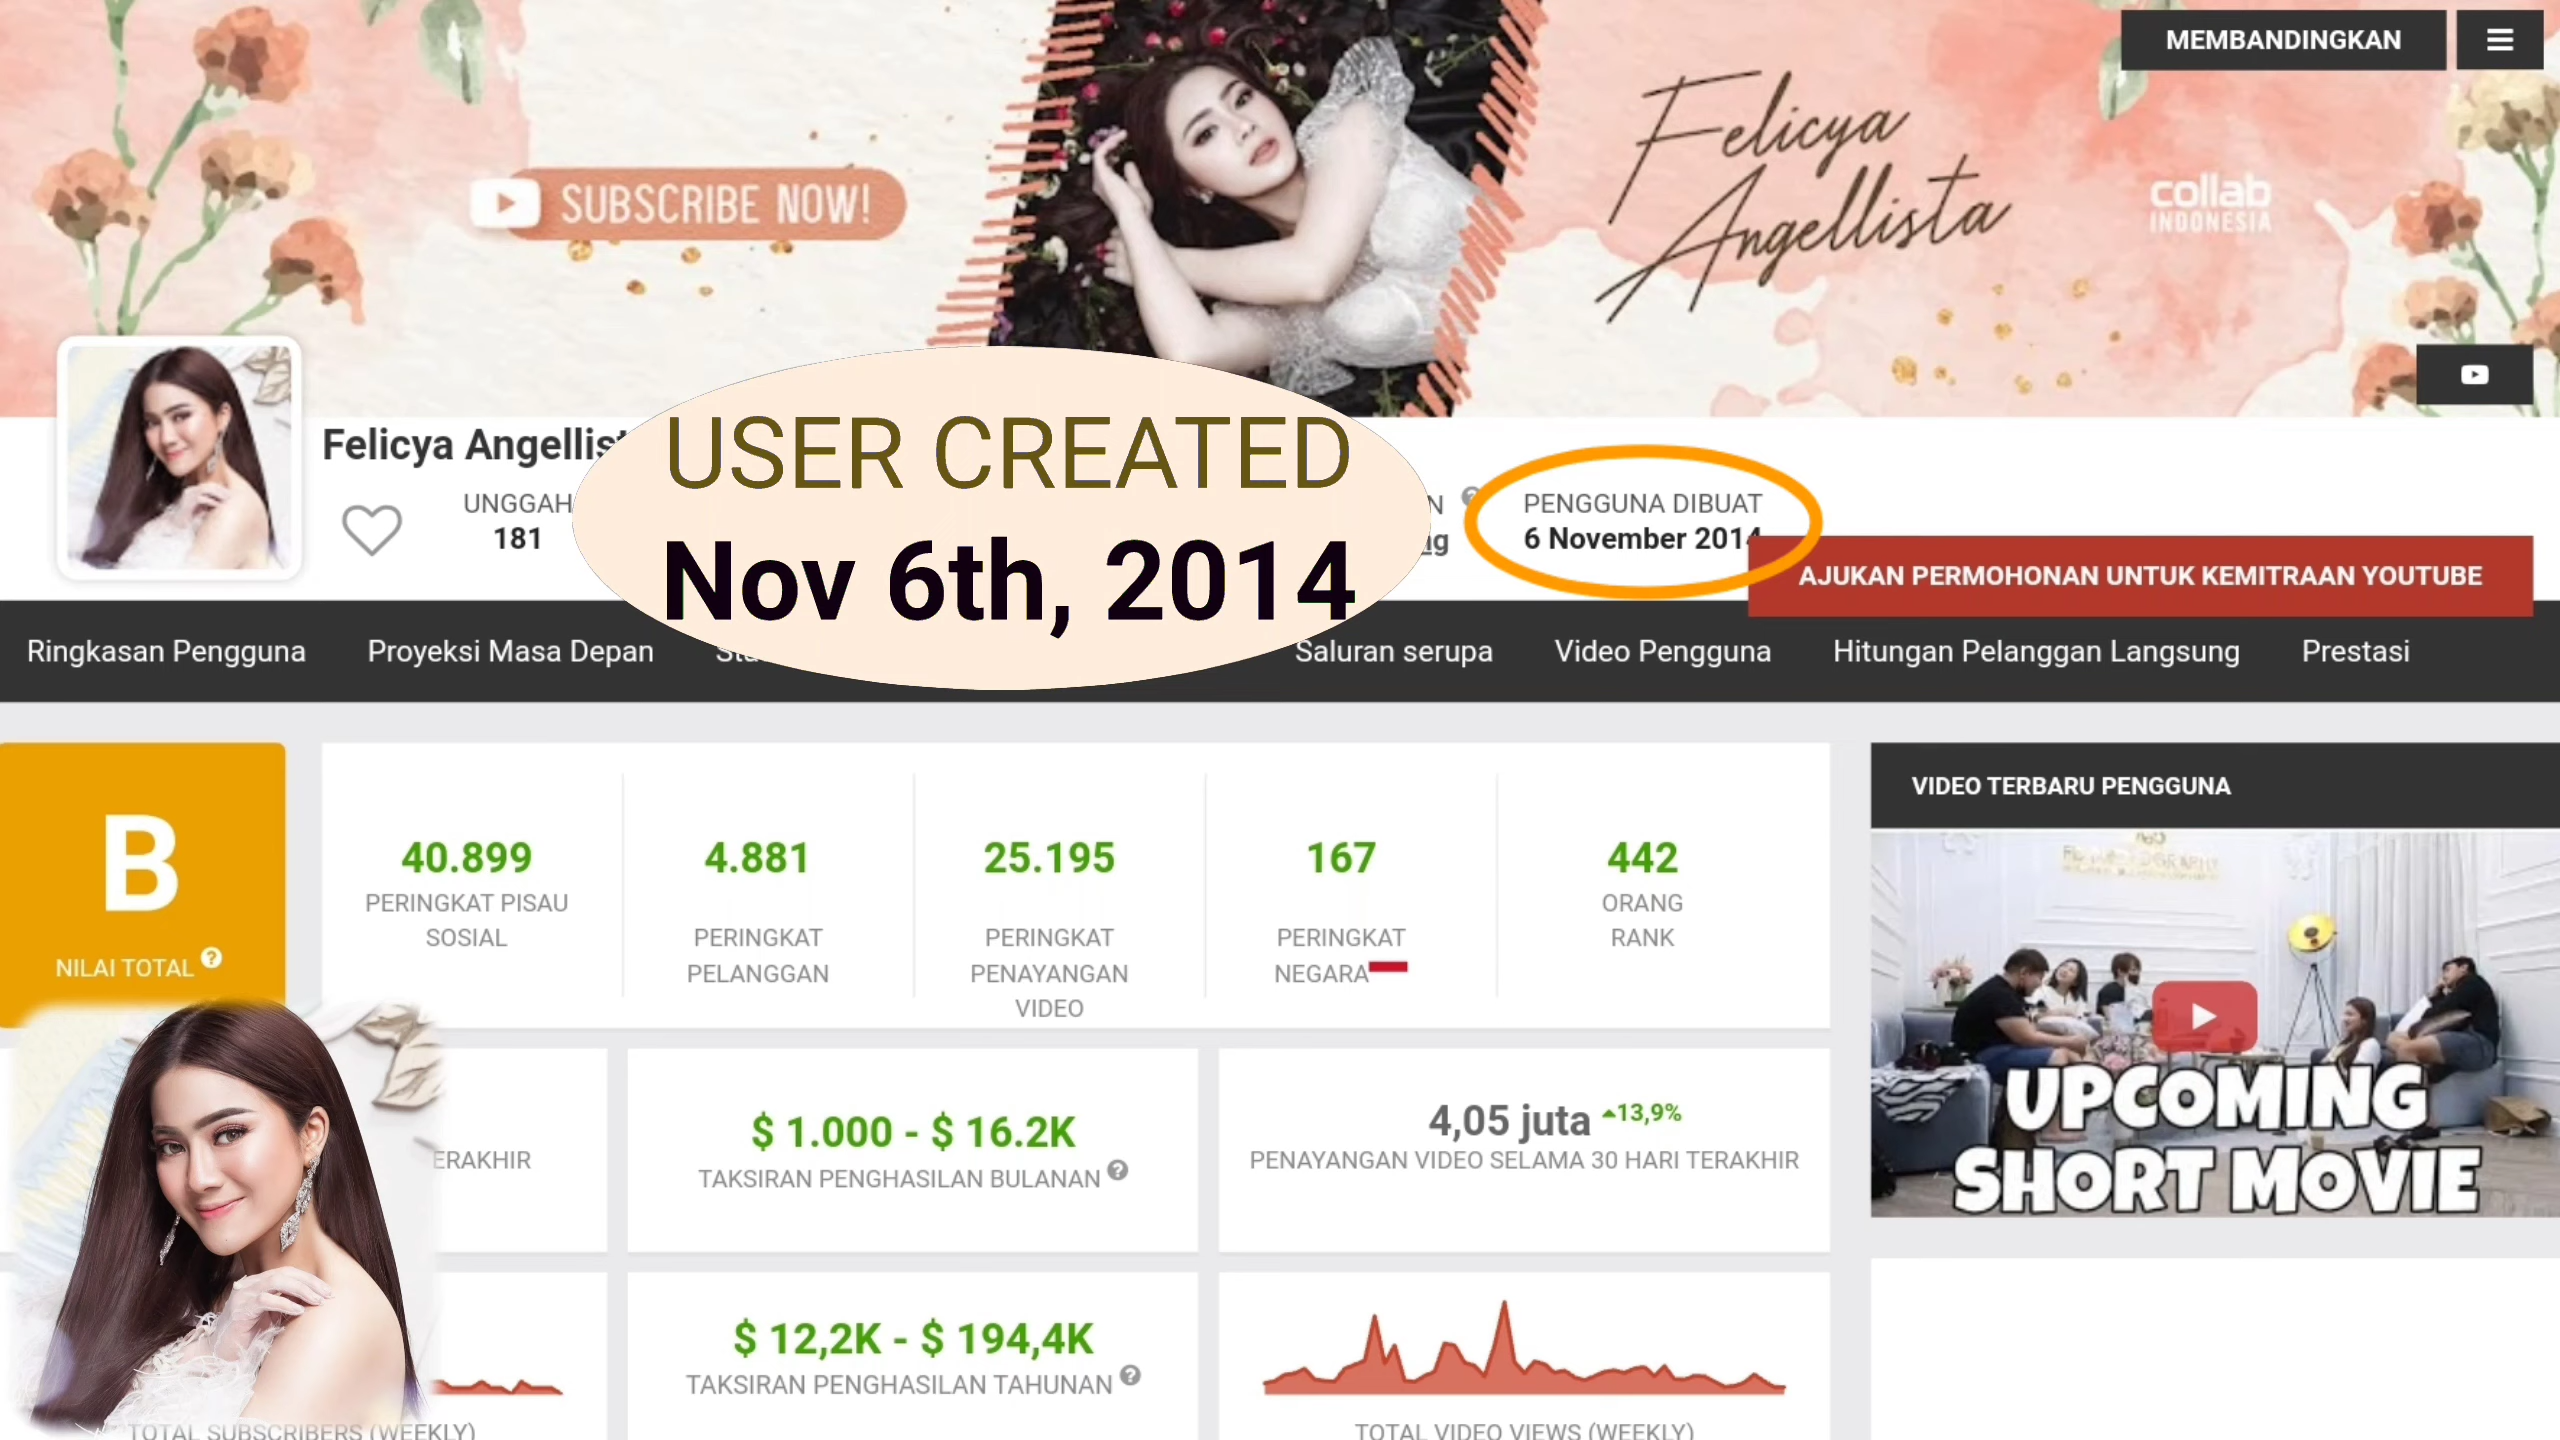 MEMBANDINGKAN
SUBSCRIBE NOW!
Felicya
Angellista
collab
INDONESIA
Felicya Angellis
USER CREATED
Nov 6th, 2014
UNGGAH
181
PENGGUNA DIBUAT
6 November 2014
AJUKAN PERMOHONAN UNTUK KEMITRAAN YOUTUBE
Ringkasan Pengguna
Proyeksi Masa Depan
Saluran serupa
Video Pengguna
Hitungan Pelanggan Langsung
Prestasi
B
NILAI TOTAL
40.899
PERINGKAT PISAU
SOSIAL
4.881
PERINGKAT
PELANGGAN
25.195
PERINGKAT
PENAYANGAN
VIDEO
167
PERINGKAT
NEGARA
442
ORANG
RANK
VIDEO TERBARU PENGGUNA
UPCOMING
SHORT MOVIE
ERAKHIR
$ 1.000 - $ 16.2K
TAKSIRAN PENGHASILAN BULANAN
4,05 juta 13,9%
PENAYANGAN VIDEO SELAMA 30 HARI TERAKHIR
$ 12,2K - $ 194,4K
TAKSIRAN PENGHASILAN TAHUNAN
TOTAL SUBSCRIBERS (WEEKLY)
TOTAL VIDEO VIEWS (WEEKLY)